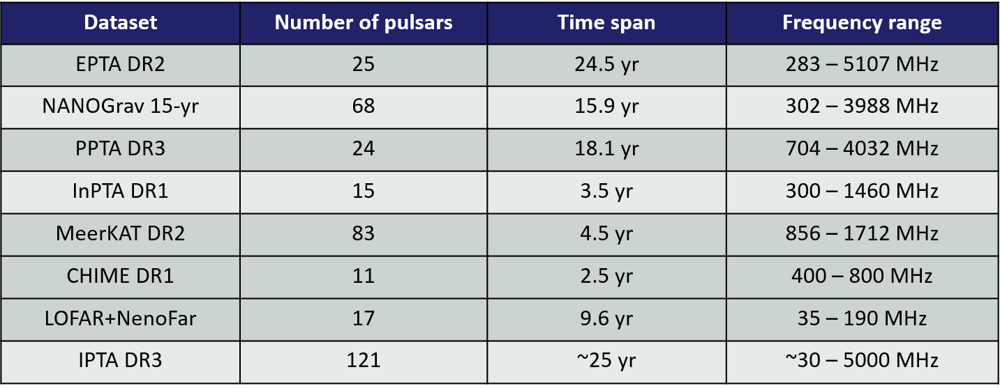 Dataset Number of pulsars Time span Frequency range
EPTA DR2 25 24.5 yr 283 – 5107 MHz
NANOGrav 15-yr 68 15.9 yr 302 – 3988 MHz
PPTA DR3 24 18.1 yr 704 – 4032 MHz
InPTA DR1 15 3.5 yr 300 – 1460 MHz
MeerKAT DR2 83 4.5 yr 856 – 1712 MHz
CHIME DR1 11 2.5 yr 400 – 800 MHz
LOFAR+NenoFar 17 9.6 yr 35 – 190 MHz
IPTA DR3 121 ~25 yr ~30 – 5000 MHz